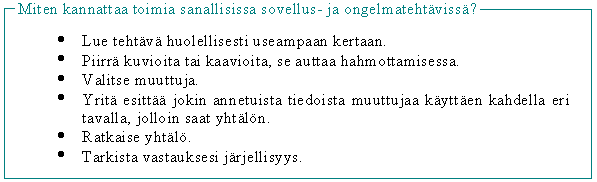 Miten kannattaa toimia sanallisissa sovellus- ja ongelmatehtävissä?
• Lue tehtävä huolellisesti useampaan kertaan.
• Piirrä kuvioita tai kaavioita, se auttaa hahmottamisessa.
• Valitse muuttuja.
• Yritä esittää jokin annetuista tiedoista muuttujaa käyttäen kahdella eri
tavalla, jolloin saat yhtälön.
• Ratkaise yhtälö.
• Tarkista vastauksesi järjellisyys.